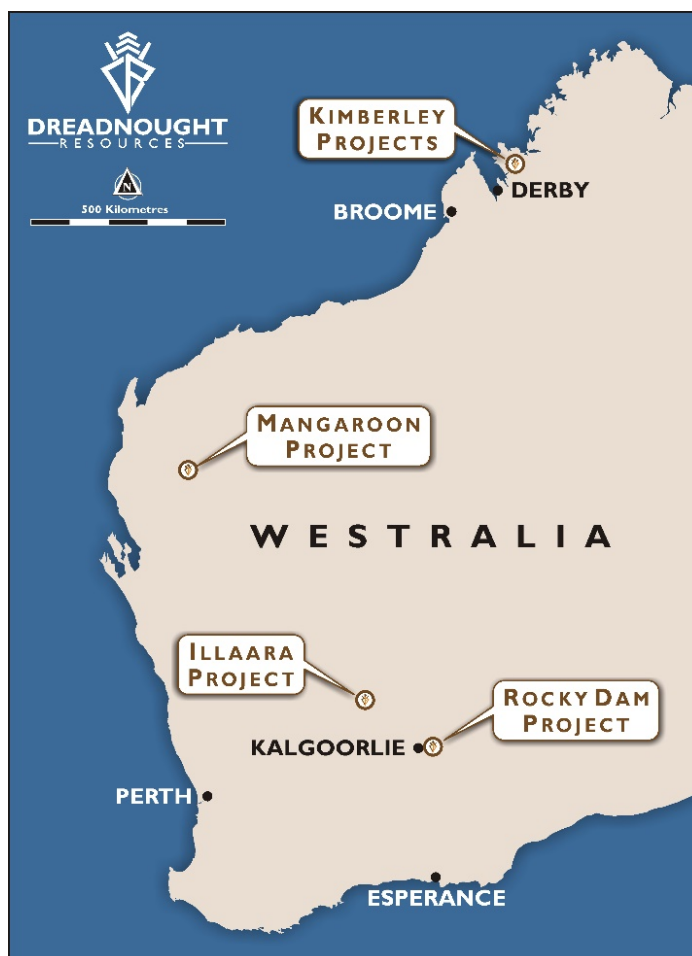 DREADNOUGHT
RESOURCES
N
500 Kilometres
KIMBERLEY
PROJECTS
DERBY
BROOME
MANGAROON
PROJECT
WESTRALIA
ILLAARA
PROJECT
ROCKY DAM
PROJECT
KALGOORLIE
PERTH
ESPERANCE